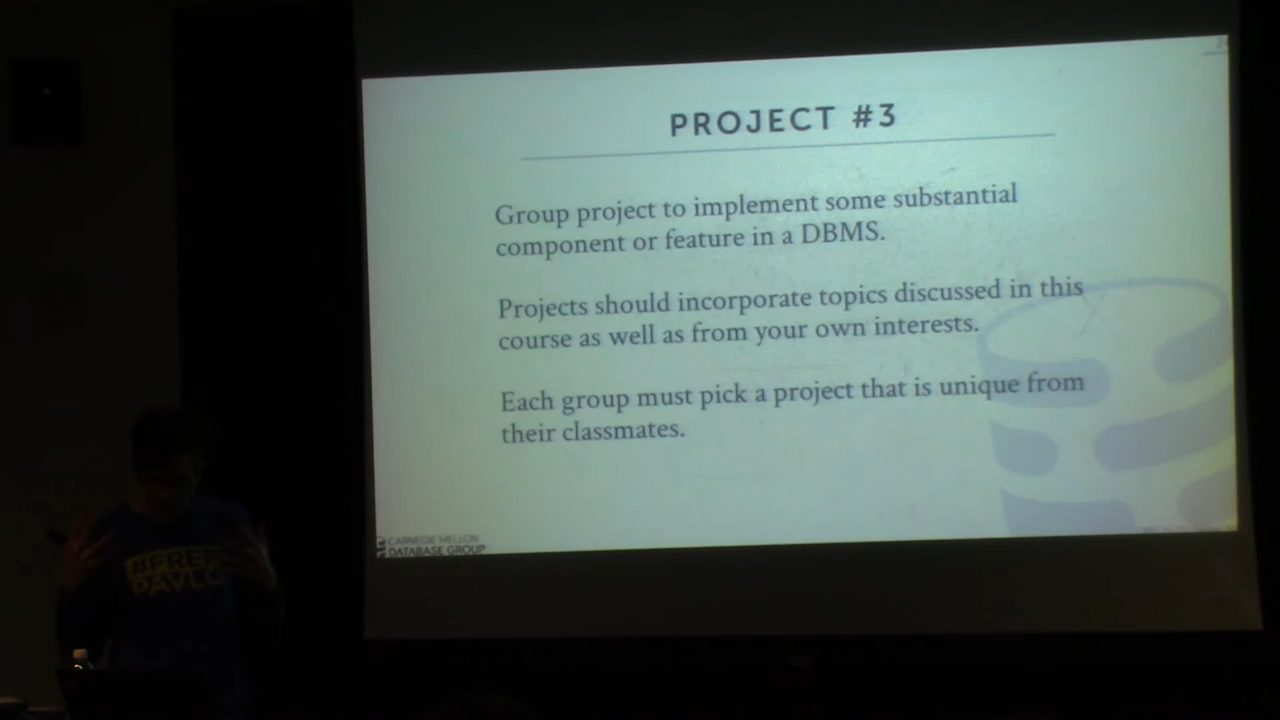 PROJECT #3
Group project to implement some substantial
component or feature in a DBMS.
Projects should incorporate topics discussed in this
course as well as from your own interests.
Each group must pick a project that is unique from
their classmates.
CARNEGIE MELLON
DATABASE GROUP
#FREE
PAVLO